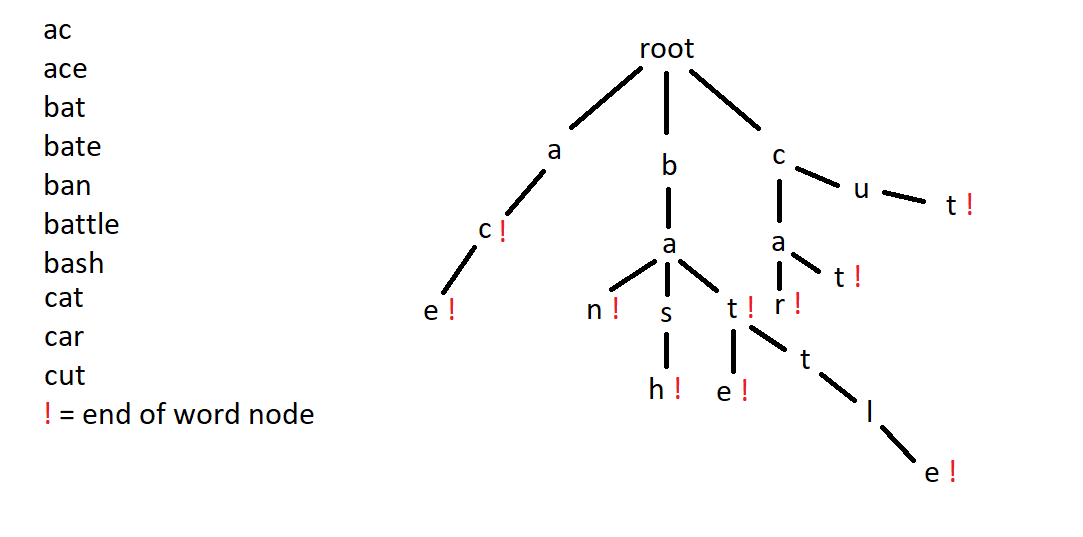 ac
ace
bat
bate
ban
battle
bash
cat
car
cut
! = end of word node
root
a
b
c
u
t !
c !
a
a
t !
e !
n !
s
t !
r !
h !
e !
t
l
e !